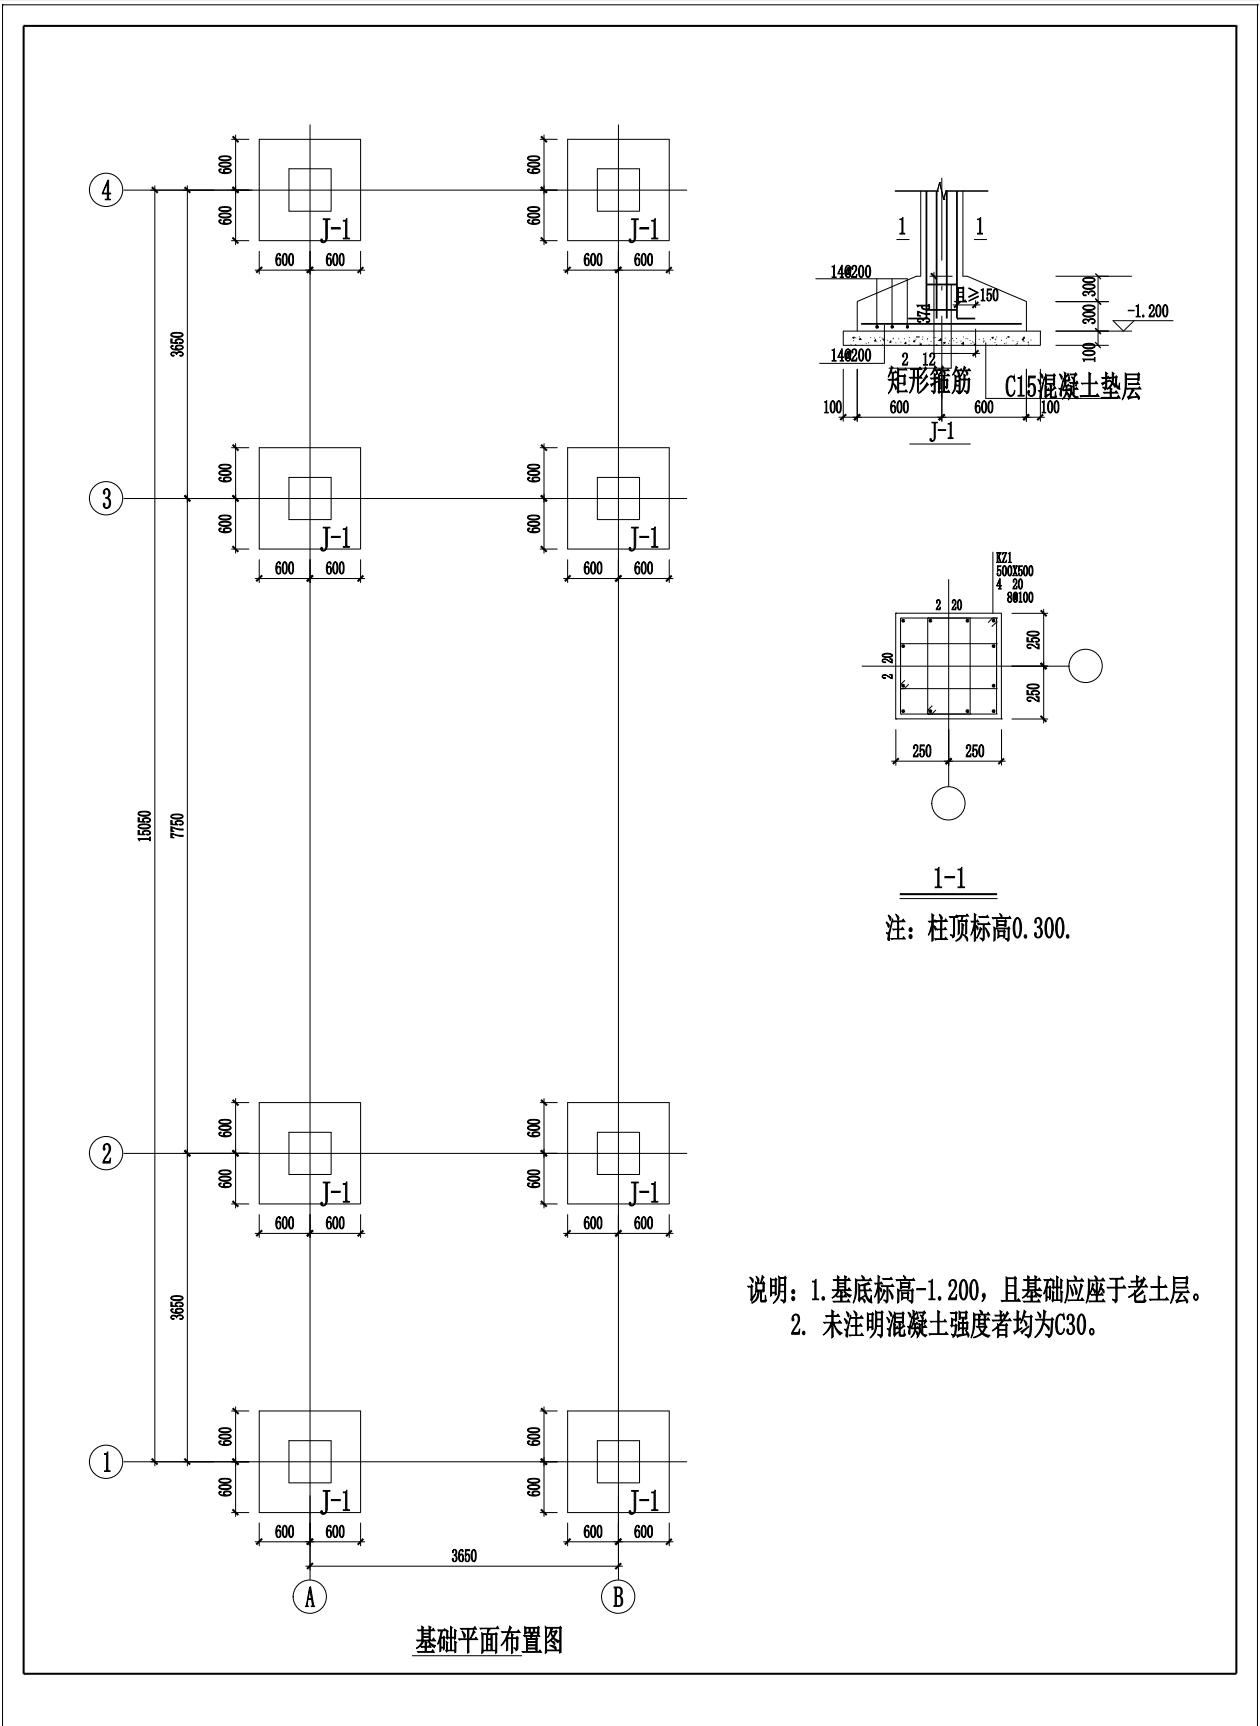 4
600
600
J-1
600 600
600
600
J-1
600 600
3650
3
600
600
J-1
600 600
600
600
J-1
600 600
15050
7750
2
600
600
J-1
600 600
600
600
J-1
600 600
3650
1
600
600
J-1
600 600
600
600
J-1
600 600
3650
A
B
基础平面布置图
1 1
14@200
且≥150
37d
300
300
-1.200
100
14@200
2 12
矩形箍筋
C15混凝土垫层
100 600 600 100
J-1
KZ1
500X500
4 20
8@100
2 20
2 20
250
250
250 250
1-1
注：柱顶标高0.300.
说明：1.基底标高-1.200，且基础应座于老土层。
2. 未注明混凝土强度者均为C30。